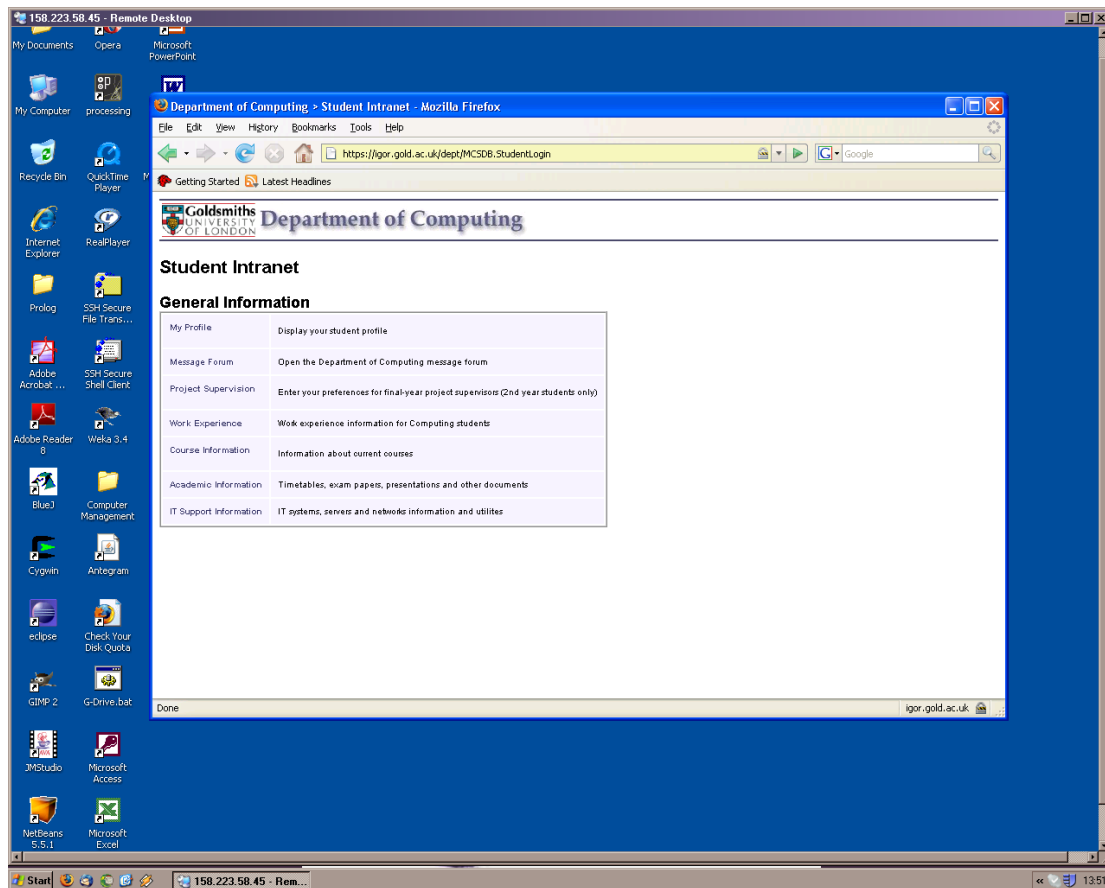 158.223.58.45 - Remote Desktop
My Documents
Opera
Microsoft
PowerPoint
My Computer
processing
Recycle Bin
QuickTime
Player
M
Internet
Explorer
RealPlayer
Prolog
SSH Secure
File Trans...
Adobe
Acrobat ...
SSH Secure
Shell Client
Adobe Reader
8
Weka 3.4
BlueJ
Computer
Management
Cygwin
Antegram
eclipse
Check Your
Disk Quota
GIMP 2
G-Drive.bat
JMStudio
Microsoft
Access
NetBeans
5.5.1
Microsoft
Excel
Department of Computing > Student Intranet - Mozilla Firefox
File Edit View History Bookmarks Tools Help
https://igor.gold.ac.uk/dept/MCSDB.StudentLogin
G Google
Getting Started Latest Headlines
Goldsmiths
UNIVERSITY
OF LONDON
Department of Computing
Student Intranet
General Information
My Profile Display your student profile
Message Forum Open the Department of Computing message forum
Project Supervision Enter your preferences for final-year project supervisors (2nd year students only)
Work Experience Work experience information for Computing students
Course Information Information about current courses
Academic Information Timetables, exam papers, presentations and other documents
IT Support Information IT systems, servers and networks information and utilites
Done igor.gold.ac.uk
Start 158.223.58.45 - Rem... « 13:51